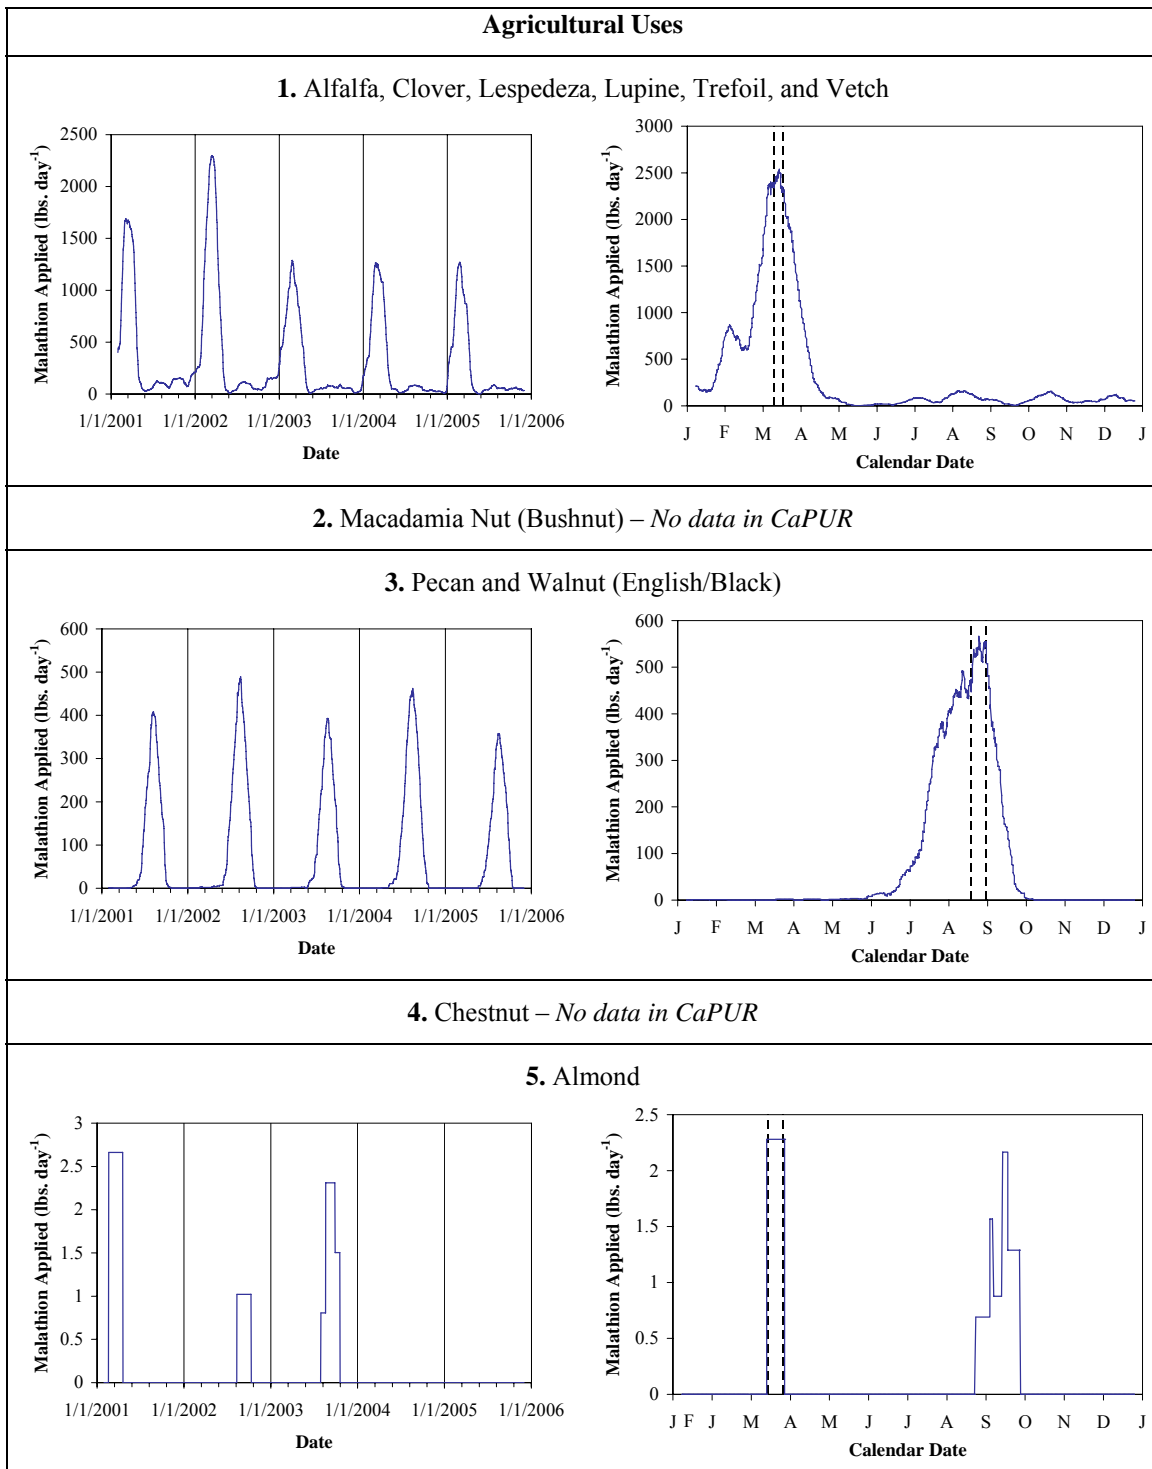 Agricultural Uses
1. Alfalfa, Clover, Lespedeza, Lupine, Trefoil, and Vetch
Malathion Applied (lbs. day⁻¹)
2500
2000
1500
1000
500
0
1/1/2001 1/1/2002 1/1/2003 1/1/2004 1/1/2005 1/1/2006
Date
Malathion Applied (lbs. day⁻¹)
3000
2500
2000
1500
1000
500
0
J F M A M J J A S O N D J
Calendar Date
2. Macadamia Nut (Bushnut) – No data in CaPUR
3. Pecan and Walnut (English/Black)
Malathion Applied (lbs. day⁻¹)
600
500
400
300
200
100
0
1/1/2001 1/1/2002 1/1/2003 1/1/2004 1/1/2005 1/1/2006
Date
Malathion Applied (lbs. day⁻¹)
600
500
400
300
200
100
0
J F M A M J J A S O N D J
Calendar Date
4. Chestnut – No data in CaPUR
5. Almond
Malathion Applied (lbs. day⁻¹)
3
2.5
2
1.5
1
0.5
0
1/1/2001 1/1/2002 1/1/2003 1/1/2004 1/1/2005 1/1/2006
Date
Malathion Applied (lbs. day⁻¹)
2.5
2
1.5
1
0.5
0
J F J M A M J J A S O N D J
Calendar Date